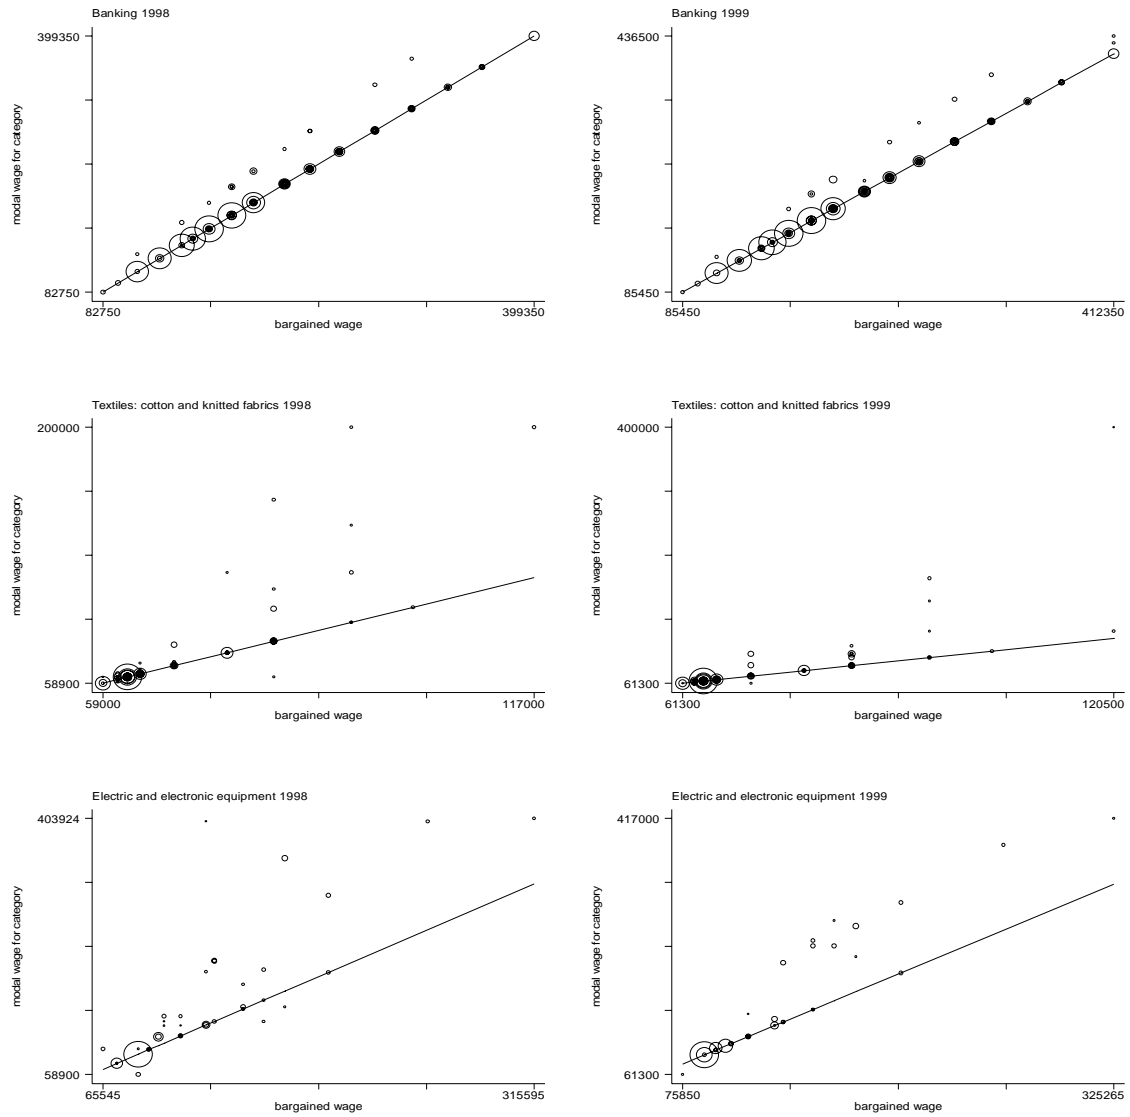 Banking 1998
modal wage for category
399350
82750
82750
399350
bargained wage
Banking 1999
modal wage for category
436500
85450
85450
412350
bargained wage
Textiles: cotton and knitted fabrics 1998
modal wage for category
200000
58900
59000
117000
bargained wage
Textiles: cotton and knitted fabrics 1999
modal wage for category
400000
61300
61300
120500
bargained wage
Electric and electronic equipment 1998
modal wage for category
403924
58900
65545
315595
bargained wage
Electric and electronic equipment 1999
modal wage for category
417000
61300
75850
325265
bargained wage